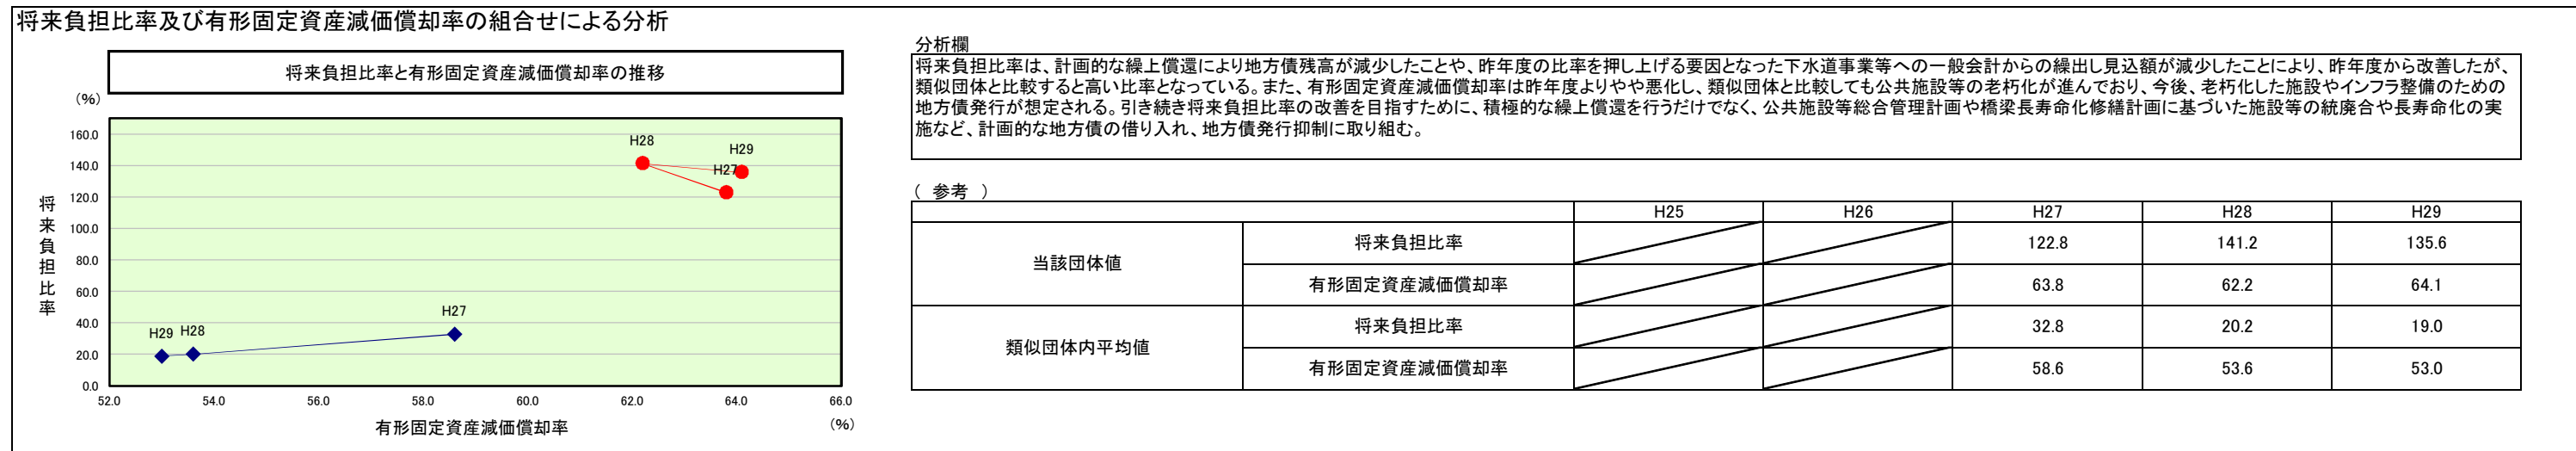 将来負担比率及び有形固定資産減価償却率の組合せによる分析
将来負担比率と有形固定資産減価償却率の推移
(%)
160.0
140.0
120.0
100.0
80.0
60.0
40.0
20.0
0.0
将来負担比率
H28
H29
H27
H27
H29
H28
52.0 54.0 56.0 58.0 60.0 62.0 64.0 66.0
有形固定資産減価償却率
(%)
分析欄
将来負担比率は、計画的な繰上償還により地方債残高が減少したことや、昨年度の比率を押し上げる要因となった下水道事業等への一般会計からの繰出し見込額が減少したことにより、昨年度から改善したが、
類似団体と比較すると高い比率となっている。また、有形固定資産減価償却率は昨年度よりやや悪化し、類似団体と比較しても公共施設等の老朽化が進んでおり、今後、老朽化した施設やインフラ整備のための
地方債発行が想定される。引き続き将来負担比率の改善を目指すために、積極的な繰上償還を行うだけでなく、公共施設等総合管理計画や橋梁長寿命化修繕計画に基づいた施設等の統廃合や長寿命化の実
施など、計画的な地方債の借り入れ、地方債発行抑制に取り組む。
( 参考 )
H25 H26 H27 H28 H29
当該団体値
将来負担比率 122.8 141.2 135.6
有形固定資産減価償却率 63.8 62.2 64.1
類似団体内平均値
将来負担比率 32.8 20.2 19.0
有形固定資産減価償却率 58.6 53.6 53.0